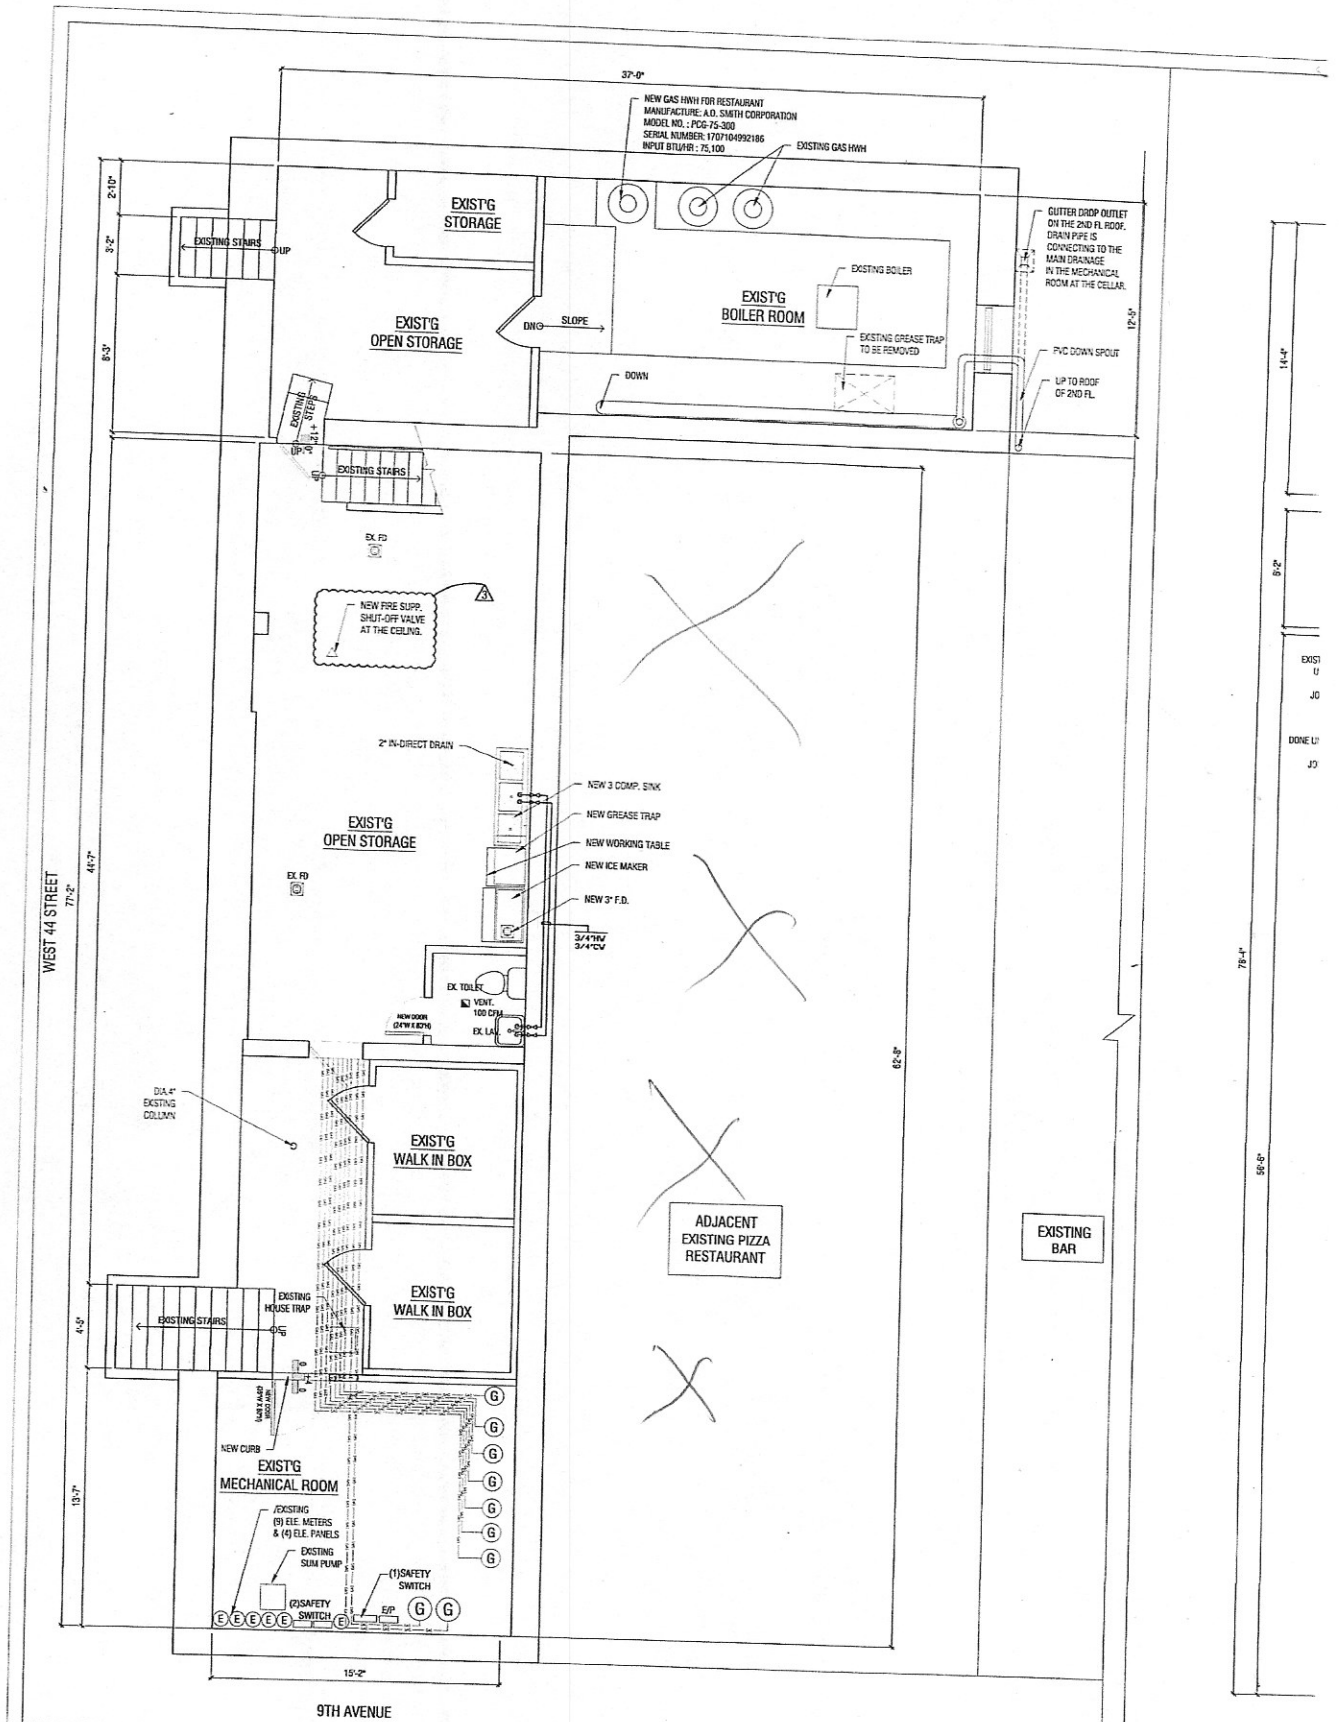 37'-0"
NEW GAS HWH FOR RESTAURANT
MANUFACTURE: A.O. SMITH CORPORATION
MODEL NO. : PCG-75-300
SERIAL NUMBER: 1707104992186
INPUT BTU/HR : 75,100
EXISTING GAS HWH
2'-10"
3'-2"
8'-3"
EXISTING STAIRS
UP
EXIST'G
STORAGE
GUTTER DROP OUTLET
ON THE 2ND FL ROOF.
DRAIN PIPE IS
CONNECTING TO THE
MAIN DRAINAGE
IN THE MECHANICAL
ROOM AT THE CELLAR.
EXISTING BOILER
EXIST'G
BOILER ROOM
12'-5"
EXIST'G
OPEN STORAGE
DN
SLOPE
EXISTING GREASE TRAP
TO BE REMOVED
PVC DOWN SPOUT
UP TO ROOF
OF 2ND FL.
DOWN
14'-4"
EXISTING
STEPS
UP
EXISTING STAIRS
EX. FD
3
NEW FIRE SUPP.
SHUT-OFF VALVE
AT THE CEILING.
EXIST
JO
DONE U
2" IN-DIRECT DRAIN
NEW 3 COMP. SINK
NEW GREASE TRAP
NEW WORKING TABLE
NEW ICE MAKER
NEW 3" F.D.
EXIST'G
OPEN STORAGE
EX. FD
3/4"HW
3/4"CW
WEST 44 STREET
77'-2"
44'-7"
EX. TOILET
VENT.
100 CFM
NEW DOOR
EX. LAV.
62'-8"
78'-4"
56'-6"
DIA.4"
EXISTING
COLUMN
EXIST'G
WALK IN BOX
ADJACENT
EXISTING PIZZA
RESTAURANT
EXISTING
BAR
EXIST'G
WALK IN BOX
EXISTING
HOUSE TRAP
4'-5"
EXISTING STAIRS
UP
NEW DOOR
NEW CURB
G
G
G
G
G
G
G
EXIST'G
MECHANICAL ROOM
13'-7"
EXISTING
(9) ELE. METERS
& (4) ELE. PANELS
EXISTING
SUM PUMP
(1)SAFETY
SWITCH
(2)SAFETY
SWITCH
E/P
E E E E E E G G
15'-2"
9TH AVENUE